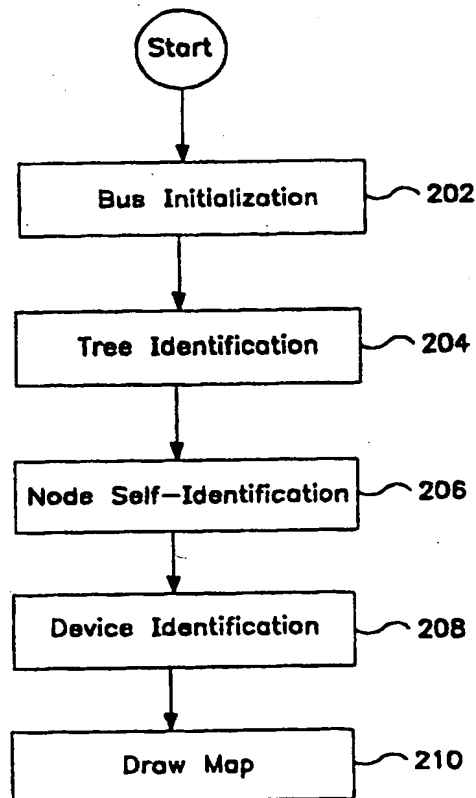 Start
Bus Initialization 202
Tree Identification 204
Node Self-Identification 206
Device Identification 208
Draw Map 210